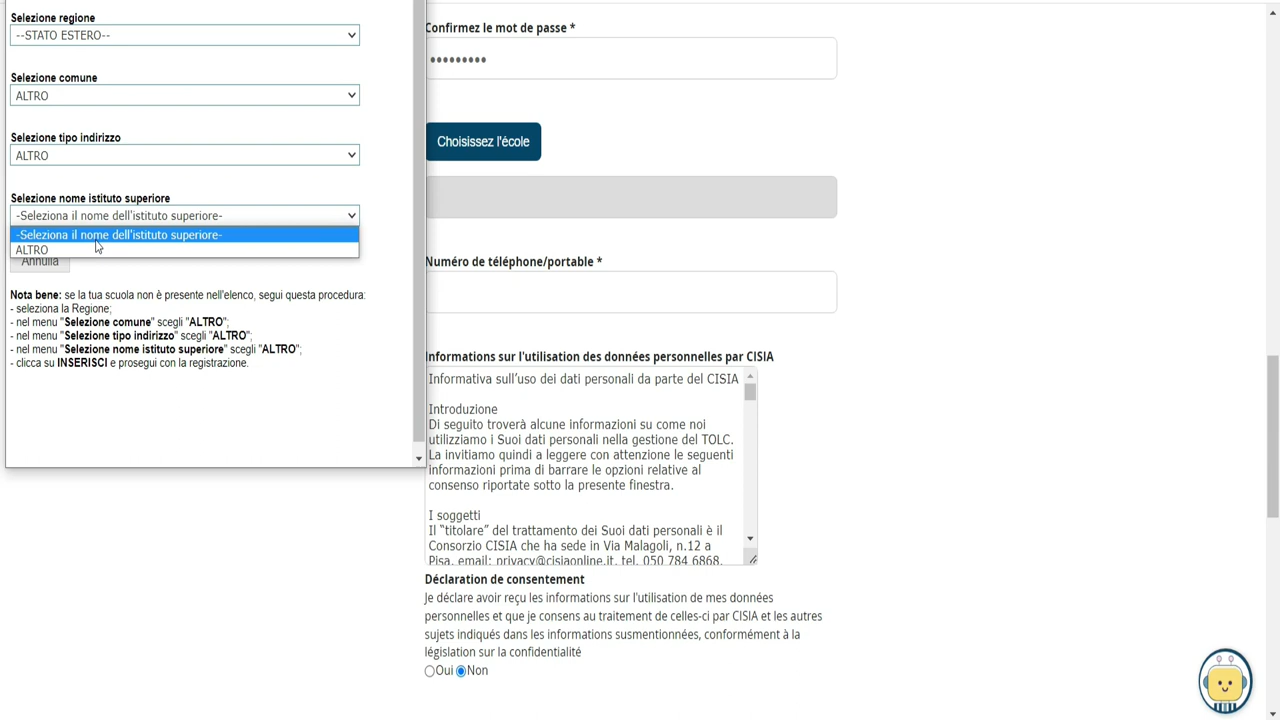 Selezione regione
--STATO ESTERO--
Selezione comune
ALTRO
Selezione tipo indirizzo
ALTRO
Selezione nome istituto superiore
-Seleziona il nome dell'istituto superiore-
-Seleziona il nome dell'istituto superiore-
ALTRO
Annulla
Nota bene: se la tua scuola non è presente nell'elenco, segui questa procedura:
- seleziona la Regione;
- nel menu "Selezione comune" scegli "ALTRO";
- nel menu "Selezione tipo indirizzo" scegli "ALTRO";
- nel menu "Selezione nome istituto superiore" scegli "ALTRO";
- clicca su INSERISCI e prosegui con la registrazione.
Confirmez le mot de passe *
Choisissez l'école
Numéro de téléphone/portable *
Informations sur l'utilisation des données personnelles par CISIA
Informativa sull'uso dei dati personali da parte del CISIA
Introduzione
Di seguito troverà alcune informazioni su come noi
utilizziamo i Suoi dati personali nella gestione del TOLC.
La invitiamo quindi a leggere con attenzione le seguenti
informazioni prima di barrare le opzioni relative al
consenso riportate sotto la presente finestra.
I soggetti
Il "titolare" del trattamento dei Suoi dati personali è il
Consorzio CISIA che ha sede in Via Malagoli, n.12 a
Pisa, email: privacy@cisiaonline.it, tel. 050 784 6868.
Déclaration de consentement
Je déclare avoir reçu les informations sur l'utilisation de mes données
personnelles et que je consens au traitement de celles-ci par CISIA et les autres
sujets indiqués dans les informations susmentionnées, conformément à la
législation sur la confidentialité
Oui Non